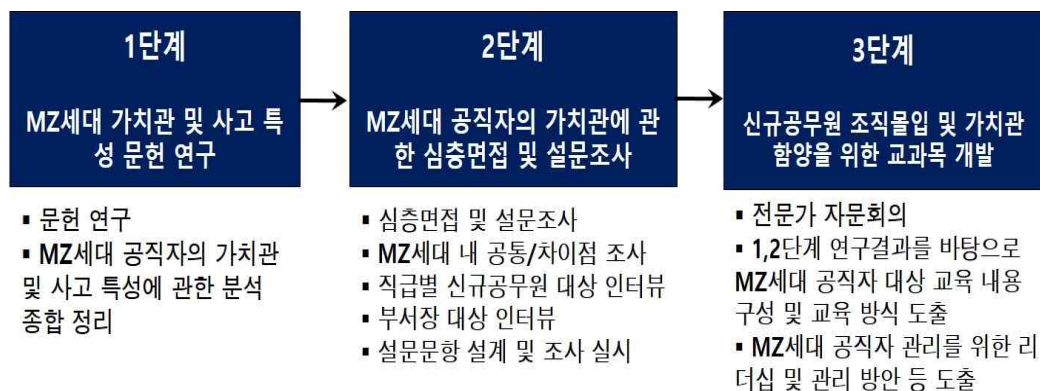 1단계
MZ세대 가치관 및 사고 특
성 문헌 연구
▪ 문헌 연구
▪ MZ세대 공직자의 가치관
및 사고 특성에 관한 분석
종합 정리
2단계
MZ세대 공직자의 가치관에 관
한 심층면접 및 설문조사
▪ 심층면접 및 설문조사
▪ MZ세대 내 공통/차이점 조사
▪ 직급별 신규공무원 대상 인터뷰
▪ 부서장 대상 인터뷰
▪ 설문문항 설계 및 조사 실시
3단계
신규공무원 조직몰입 및 가치관
함양을 위한 교과목 개발
▪ 전문가 자문회의
▪ 1,2단계 연구결과를 바탕으로
MZ세대 공직자 대상 교육 내용
구성 및 교육 방식 도출
▪ MZ세대 공직자 관리를 위한 리
더십 및 관리 방안 등 도출